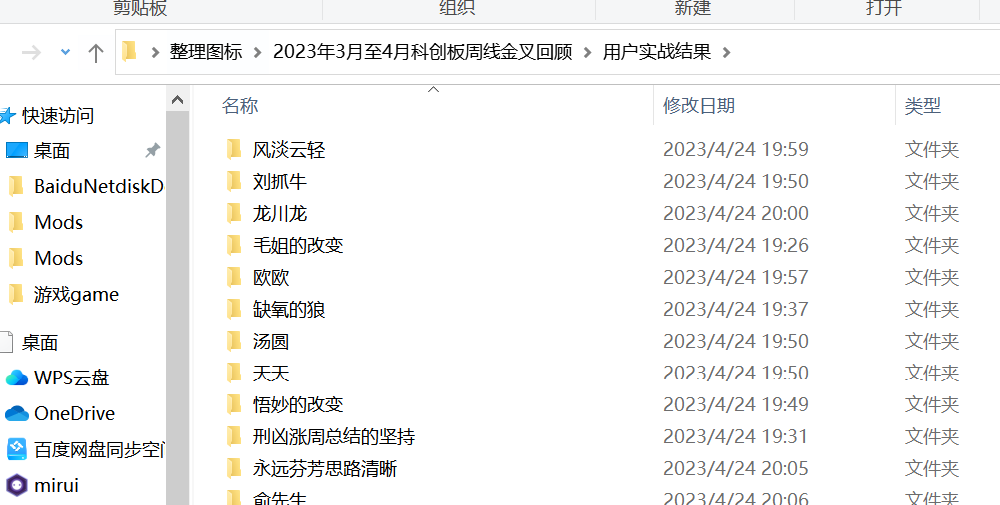 剪贴板 组织 新建 打开
整理图标 2023年3月至4月科创板周线金叉回顾 用户实战结果
名称 修改日期 类型
快速访问
桌面
BaiduNetdiskD
Mods
Mods
游戏game
桌面
WPS云盘
OneDrive
百度网盘同步空间
mirui
风淡云轻 2023/4/24 19:59 文件夹
刘抓牛 2023/4/24 19:50 文件夹
龙川龙 2023/4/24 20:00 文件夹
毛姐的改变 2023/4/24 19:26 文件夹
欧欧 2023/4/24 19:57 文件夹
缺氧的狼 2023/4/24 19:37 文件夹
汤圆 2023/4/24 19:50 文件夹
天天 2023/4/24 19:50 文件夹
悟妙的改变 2023/4/24 19:49 文件夹
刑凶涨周总结的坚持 2023/4/24 19:31 文件夹
永远芬芳思路清晰 2023/4/24 20:05 文件夹
俞先生 2023/4/24 20:06 文件夹